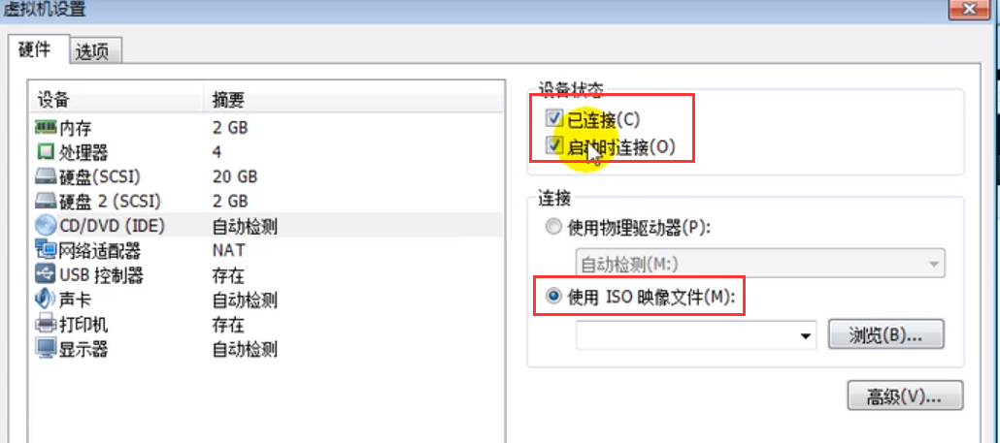 虚拟机设置
硬件 选项
设备 摘要
内存 2 GB
处理器 4
硬盘(SCSI) 20 GB
硬盘 2 (SCSI) 2 GB
CD/DVD (IDE) 自动检测
网络适配器 NAT
USB 控制器 存在
声卡 自动检测
打印机 存在
显示器 自动检测
设备状态
已连接(C)
启动时连接(O)
连接
使用物理驱动器(P):
自动检测(M:)
使用 ISO 映像文件(M):
浏览(B)...
高级(V)...